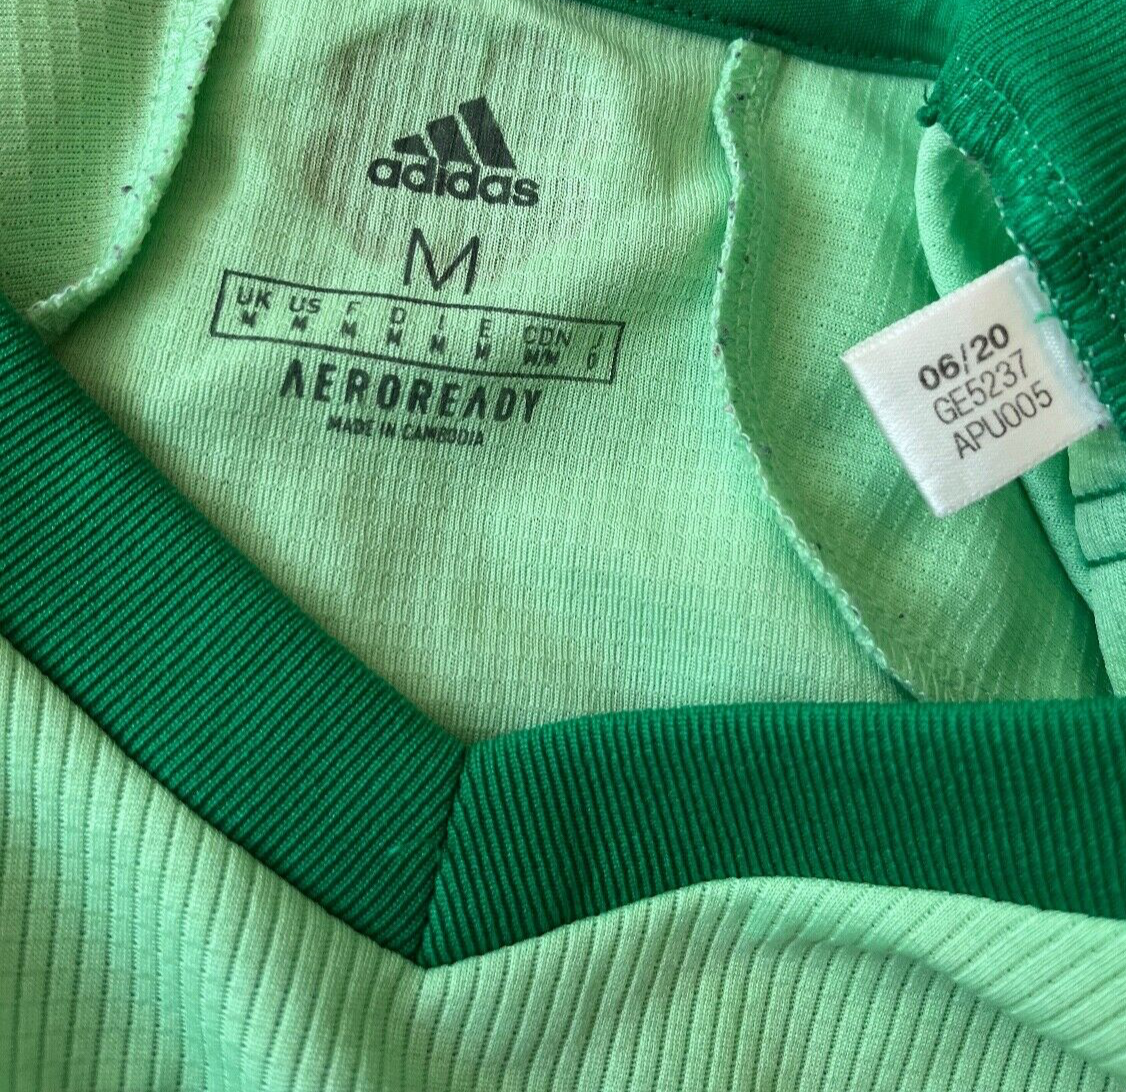 adidas
M
UK US F D I E CDN J
M M M M M M M/M O
AEROREADY
MADE IN CAMBODIA
06/20
GE5237
APU005